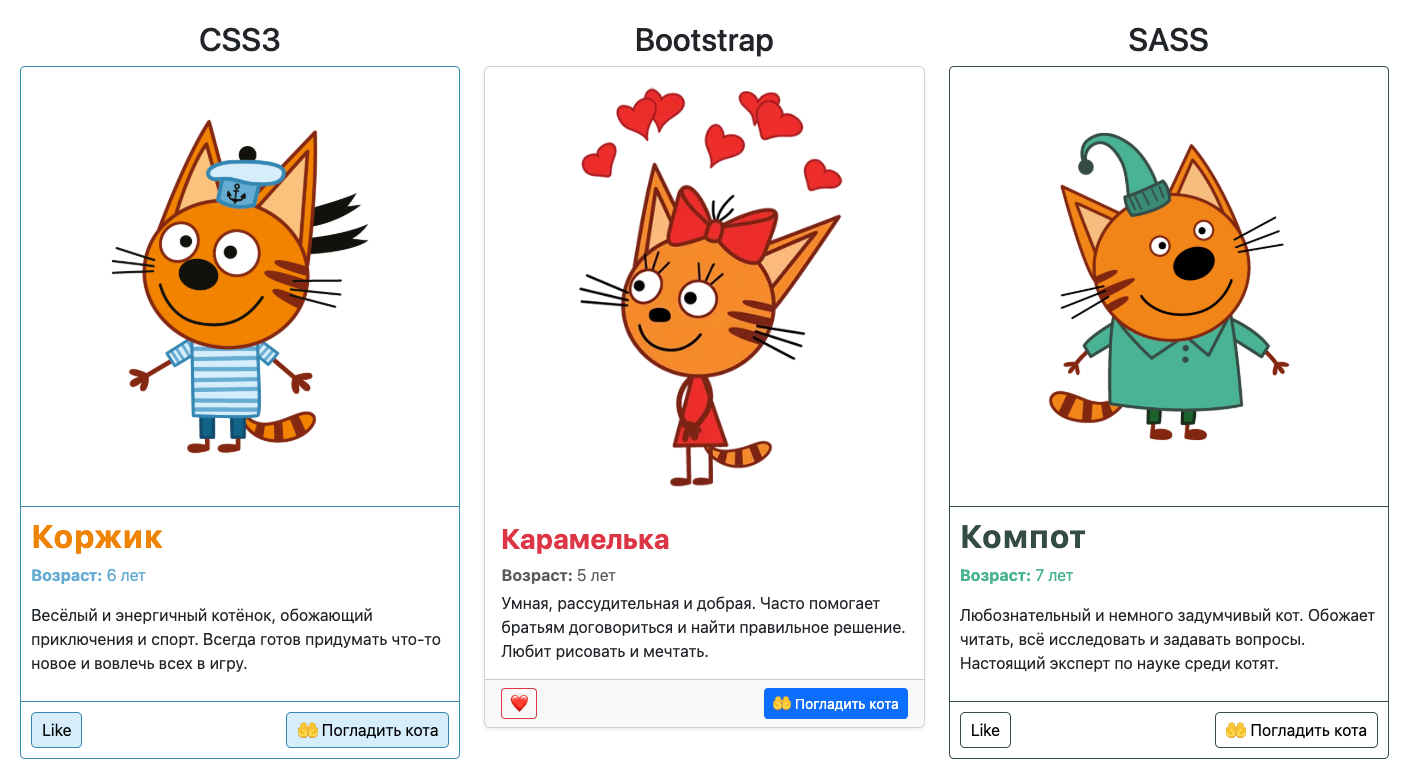 CSS3
Коржик
Возраст: 6 лет
Весёлый и энергичный котёнок, обожающий
приключения и спорт. Всегда готов придумать что-то
новое и вовлечь всех в игру.
Like
🤲 Погладить кота
Bootstrap
Карамелька
Возраст: 5 лет
Умная, рассудительная и добрая. Часто помогает
братьям договориться и найти правильное решение.
Любит рисовать и мечтать.
❤️
🤲 Погладить кота
SASS
Компот
Возраст: 7 лет
Любознательный и немного задумчивый кот. Обожает
читать, всё исследовать и задавать вопросы.
Настоящий эксперт по науке среди котят.
Like
🤲 Погладить кота